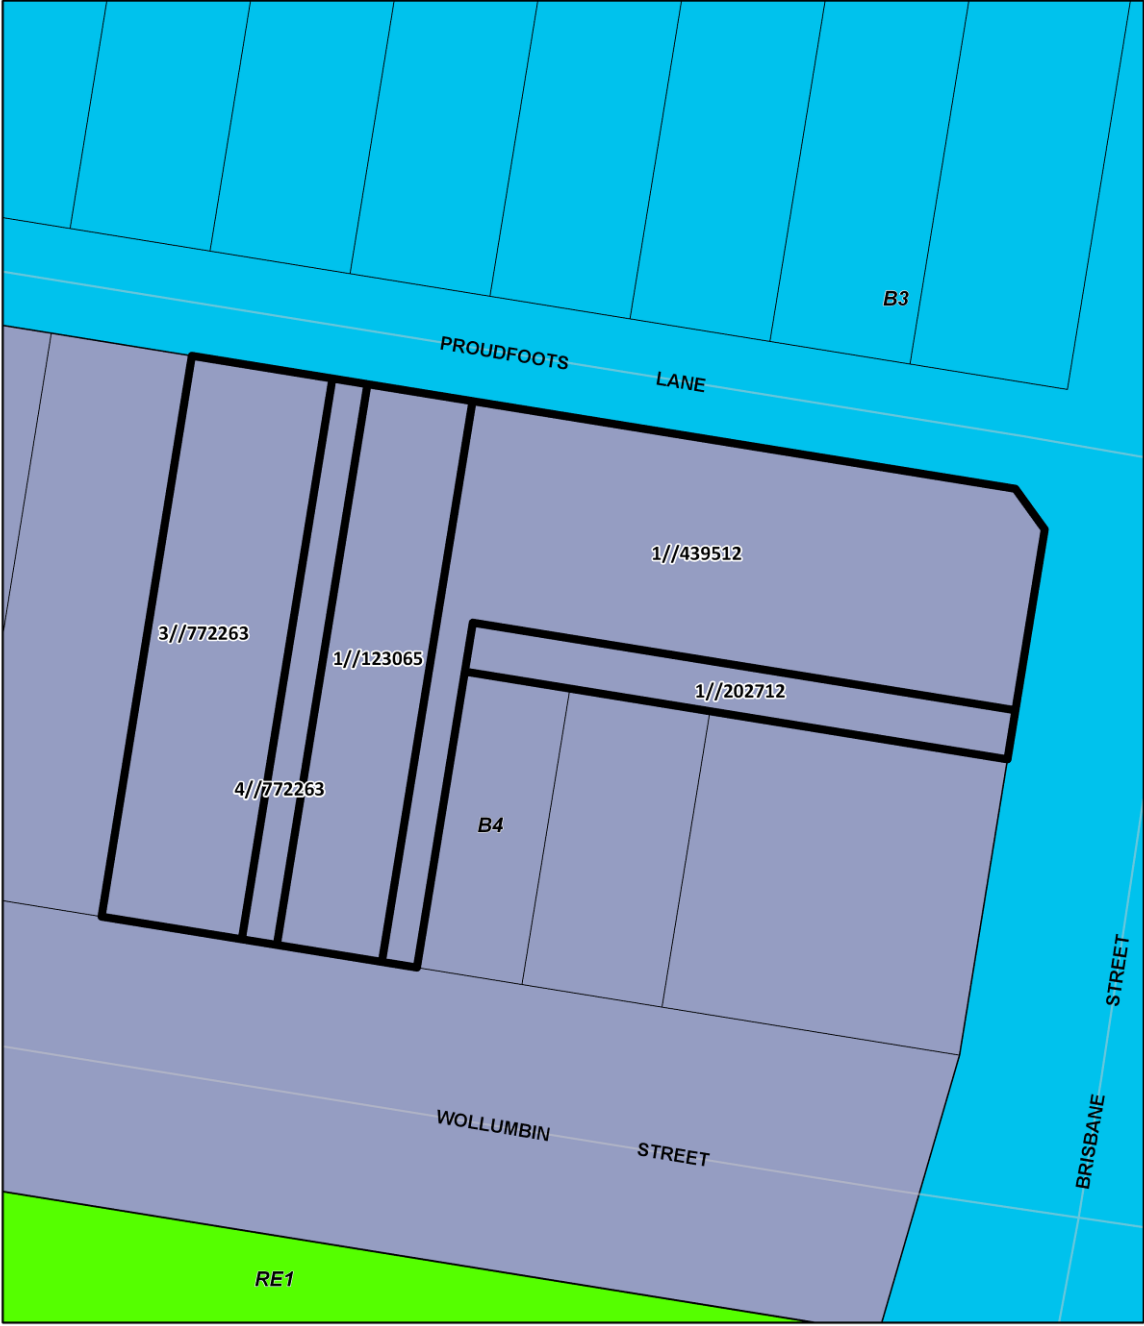 B3
PROUDFOOTS LANE
1//439512
3//772263
1//123065
1//202712
4//772263
B4
BRISBANE STREET
WOLLUMBIN STREET
RE1